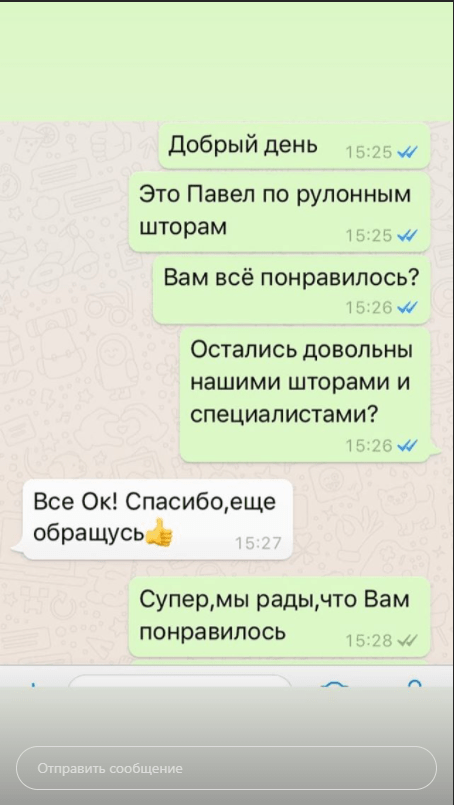 Добрый день
15:25
Это Павел по рулонным
шторам
15:25
Вам всё понравилось?
15:26
Остались довольны
нашими шторами и
специалистами?
15:26
Все Ок! Спасибо,еще
обращусь👍
15:27
Супер,мы рады,что Вам
понравилось
15:28
Отправить сообщение